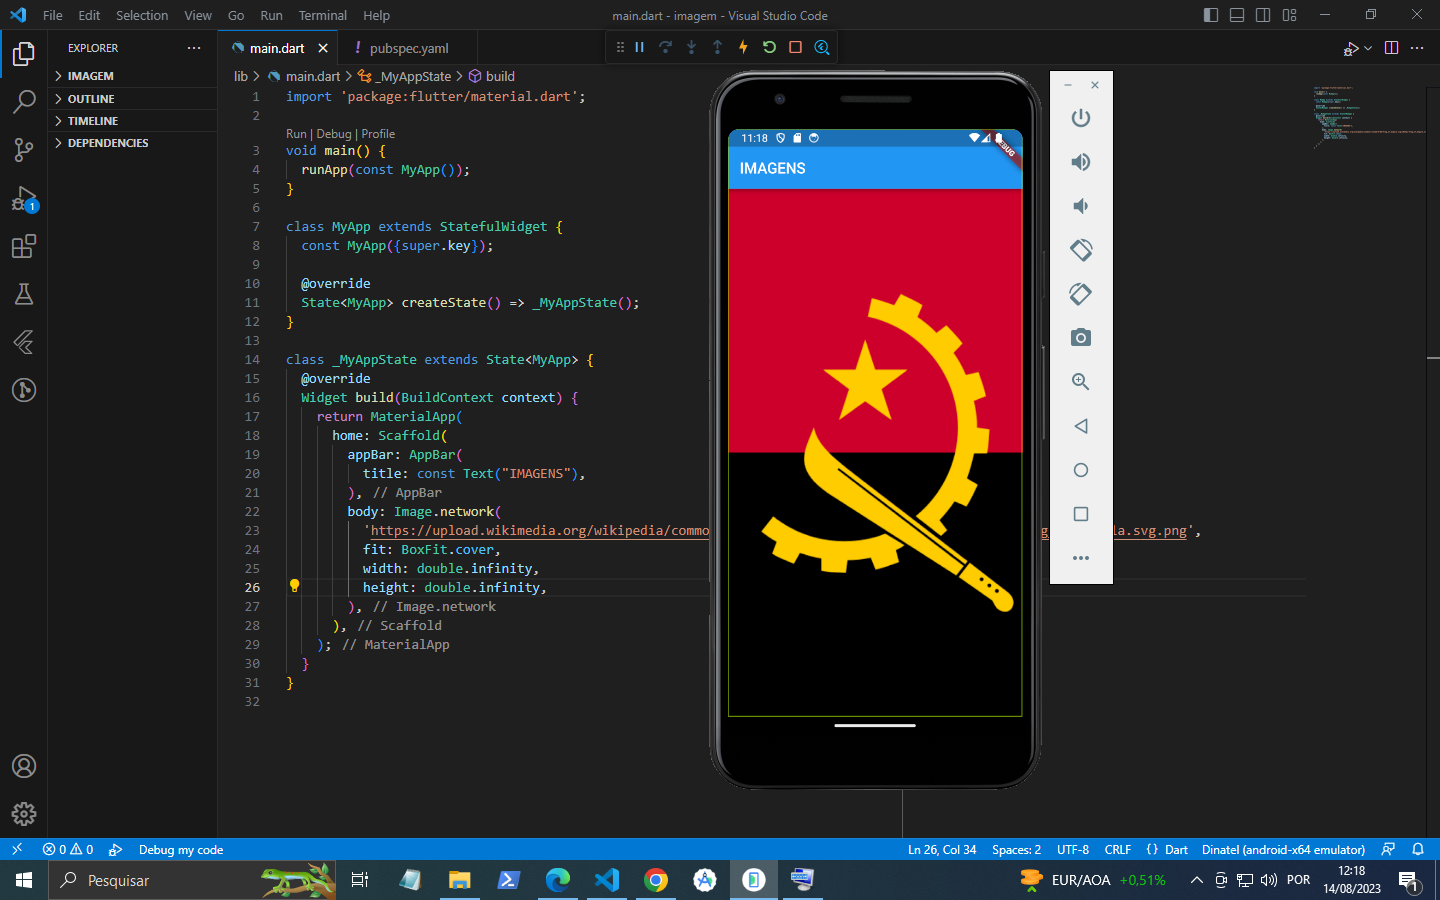 File Edit Selection View Go Run Terminal Help
main.dart - imagem - Visual Studio Code
EXPLORER
IMAGEM
OUTLINE
TIMELINE
DEPENDENCIES
1
main.dart
pubspec.yaml
lib > main.dart > _MyAppState > build
1 import 'package:flutter/material.dart';
2
Run | Debug | Profile
3 void main() {
4 runApp(const MyApp());
5 }
6
7 class MyApp extends StatefulWidget {
8 const MyApp({super.key});
9
10 @override
11 State<MyApp> createState() => _MyAppState();
12 }
13
14 class _MyAppState extends State<MyApp> {
15 @override
16 Widget build(BuildContext context) {
17 return MaterialApp(
18 home: Scaffold(
19 appBar: AppBar(
20 title: const Text("IMAGENS"),
21 ), // AppBar
22 body: Image.network(
23 'https://upload.wikimedia.org/wikipedia/commo la.svg.png',
24 fit: BoxFit.cover,
25 width: double.infinity,
26 height: double.infinity,
27 ), // Image.network
28 ), // Scaffold
29 ); // MaterialApp
30 }
31 }
32
11:18
DEBUG
IMAGENS
0 0 Debug my code
Ln 26, Col 34 Spaces: 2 UTF-8 CRLF {} Dart Dinatel (android-x64 emulator)
Pesquisar
EUR/AOA +0,51%
POR
12:18
14/08/2023
1